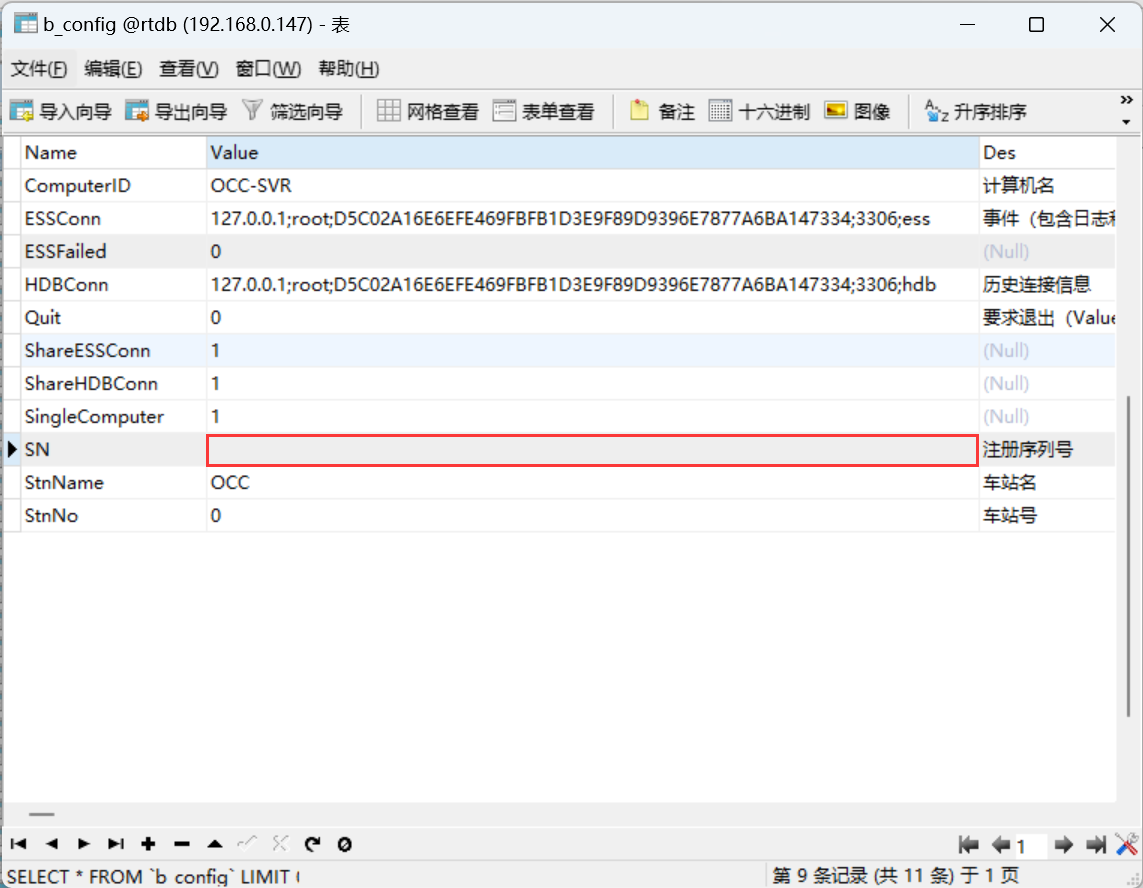 b_config @rtdb (192.168.0.147) - 表
文件(F) 编辑(E) 查看(V) 窗口(W) 帮助(H)
导入向导 导出向导 筛选向导 网格查看 表单查看 备注 十六进制 图像 升序排序
Name Value Des
ComputerID OCC-SVR 计算机名
ESSConn 127.0.0.1;root;D5C02A16E6EFE469FBFB1D3E9F89D9396E7877A6BA147334;3306;ess 事件（包含日志
ESSFailed 0 (Null)
HDBConn 127.0.0.1;root;D5C02A16E6EFE469FBFB1D3E9F89D9396E7877A6BA147334;3306;hdb 历史连接信息
Quit 0 要求退出（Value
ShareESSConn 1 (Null)
ShareHDBConn 1 (Null)
SingleComputer 1 (Null)
SN 注册序列号
StnName OCC 车站名
StnNo 0 车站号
1
SELECT * FROM `b_config` LIMIT 第 9 条记录 (共 11 条) 于 1 页